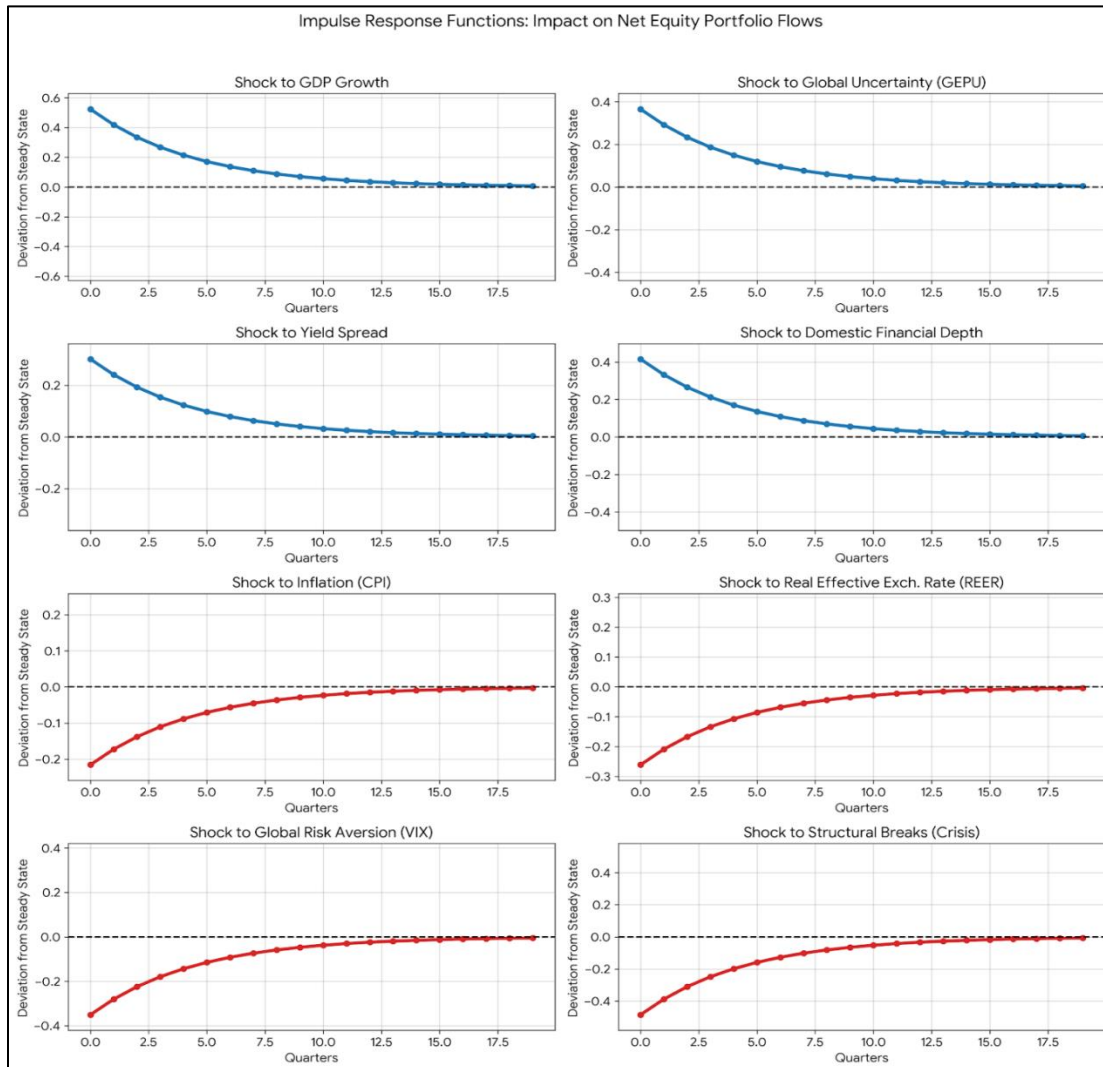 Impulse Response Functions: Impact on Net Equity Portfolio Flows
Shock to GDP Growth
Deviation from Steady State
0.6
0.4
0.2
0.0
−0.2
−0.4
−0.6
0.0 2.5 5.0 7.5 10.0 12.5 15.0 17.5
Quarters
Shock to Global Uncertainty (GEPU)
Deviation from Steady State
0.4
0.2
0.0
−0.2
−0.4
0.0 2.5 5.0 7.5 10.0 12.5 15.0 17.5
Quarters
Shock to Yield Spread
Deviation from Steady State
0.2
0.0
−0.2
0.0 2.5 5.0 7.5 10.0 12.5 15.0 17.5
Quarters
Shock to Domestic Financial Depth
Deviation from Steady State
0.4
0.2
0.0
−0.2
−0.4
0.0 2.5 5.0 7.5 10.0 12.5 15.0 17.5
Quarters
Shock to Inflation (CPI)
Deviation from Steady State
0.2
0.1
0.0
−0.1
−0.2
0.0 2.5 5.0 7.5 10.0 12.5 15.0 17.5
Quarters
Shock to Real Effective Exch. Rate (REER)
Deviation from Steady State
0.3
0.2
0.1
0.0
−0.1
−0.2
−0.3
0.0 2.5 5.0 7.5 10.0 12.5 15.0 17.5
Quarters
Shock to Global Risk Aversion (VIX)
Deviation from Steady State
0.4
0.2
0.0
−0.2
−0.4
0.0 2.5 5.0 7.5 10.0 12.5 15.0 17.5
Quarters
Shock to Structural Breaks (Crisis)
Deviation from Steady State
0.4
0.2
0.0
−0.2
−0.4
0.0 2.5 5.0 7.5 10.0 12.5 15.0 17.5
Quarters